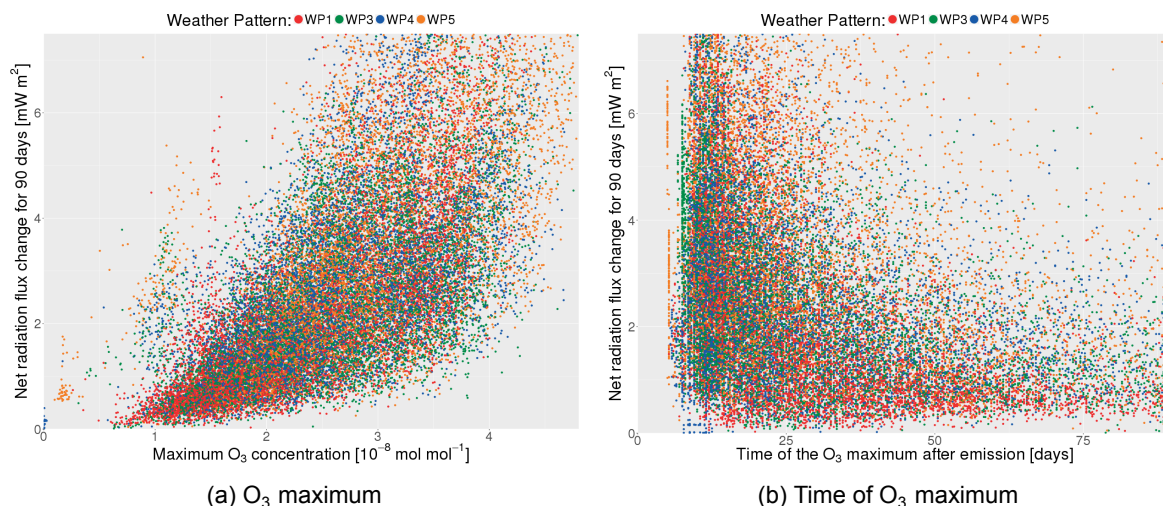 Weather Pattern: WP1 WP3 WP4 WP5
Net radiation flux change for 90 days [mW m²]
6
4
2
0
0 1 2 3 4
Maximum O₃ concentration [10⁻⁸ mol mol⁻¹]
(a) O₃ maximum
Weather Pattern: WP1 WP3 WP4 WP5
Net radiation flux change for 90 days [mW m²]
6
4
2
0
0 25 50 75
Time of the O₃ maximum after emission [days]
(b) Time of O₃ maximum